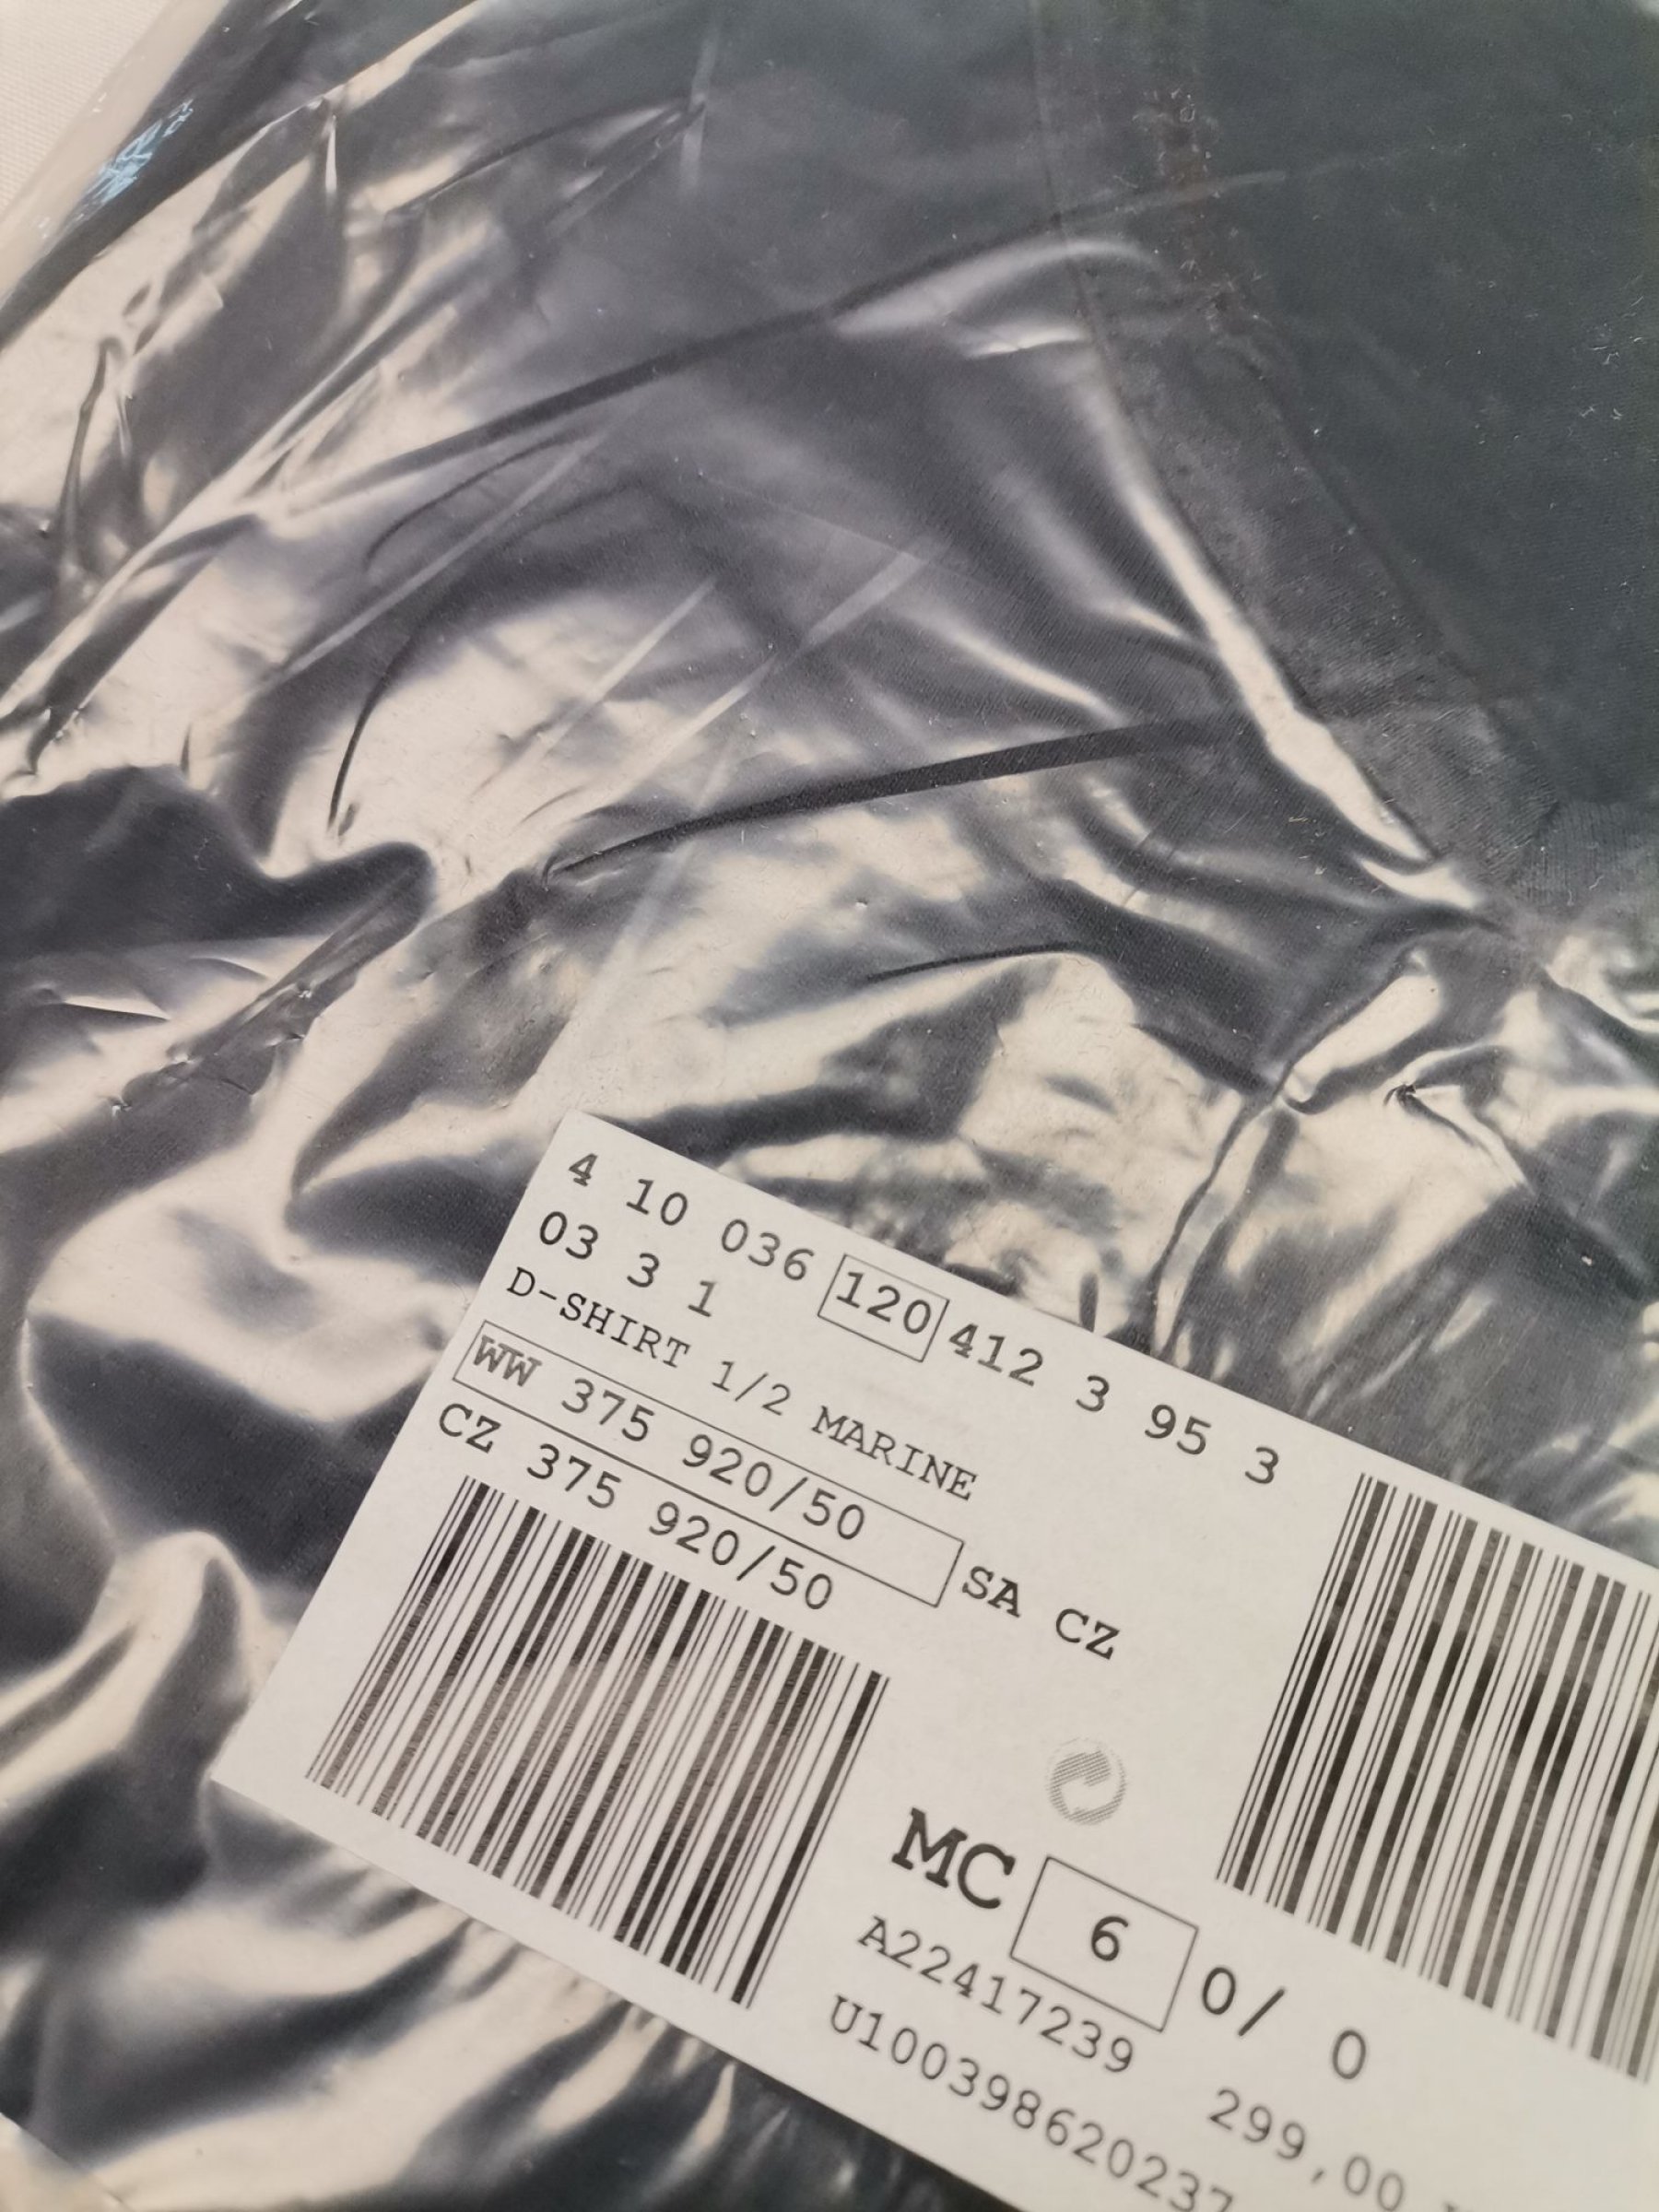 4 10 036 120 412 3 95 3
03 3 1
D-SHIRT 1/2 MARINE
WW 375 920/50 SA CZ
CZ 375 920/50
MC 6 0/ 0
A22417239 299,00
U10039862023